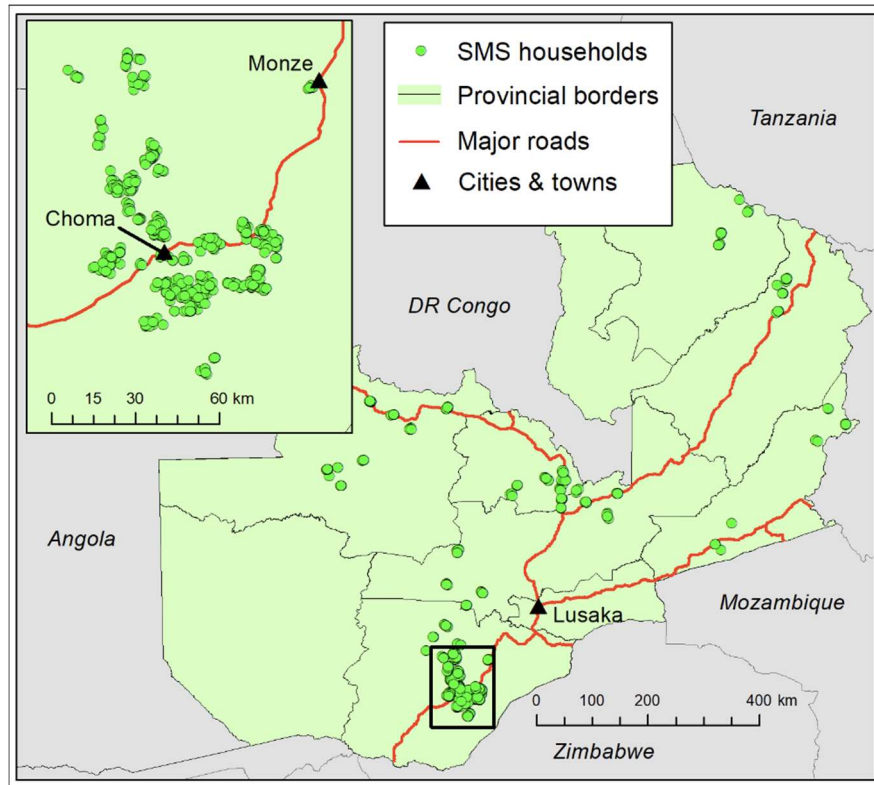 Monze
Choma
0 15 30 60 km
SMS households
Provincial borders
Major roads
Cities & towns
Tanzania
DR Congo
Angola
Lusaka
Mozambique
0 100 200 400 km
Zimbabwe